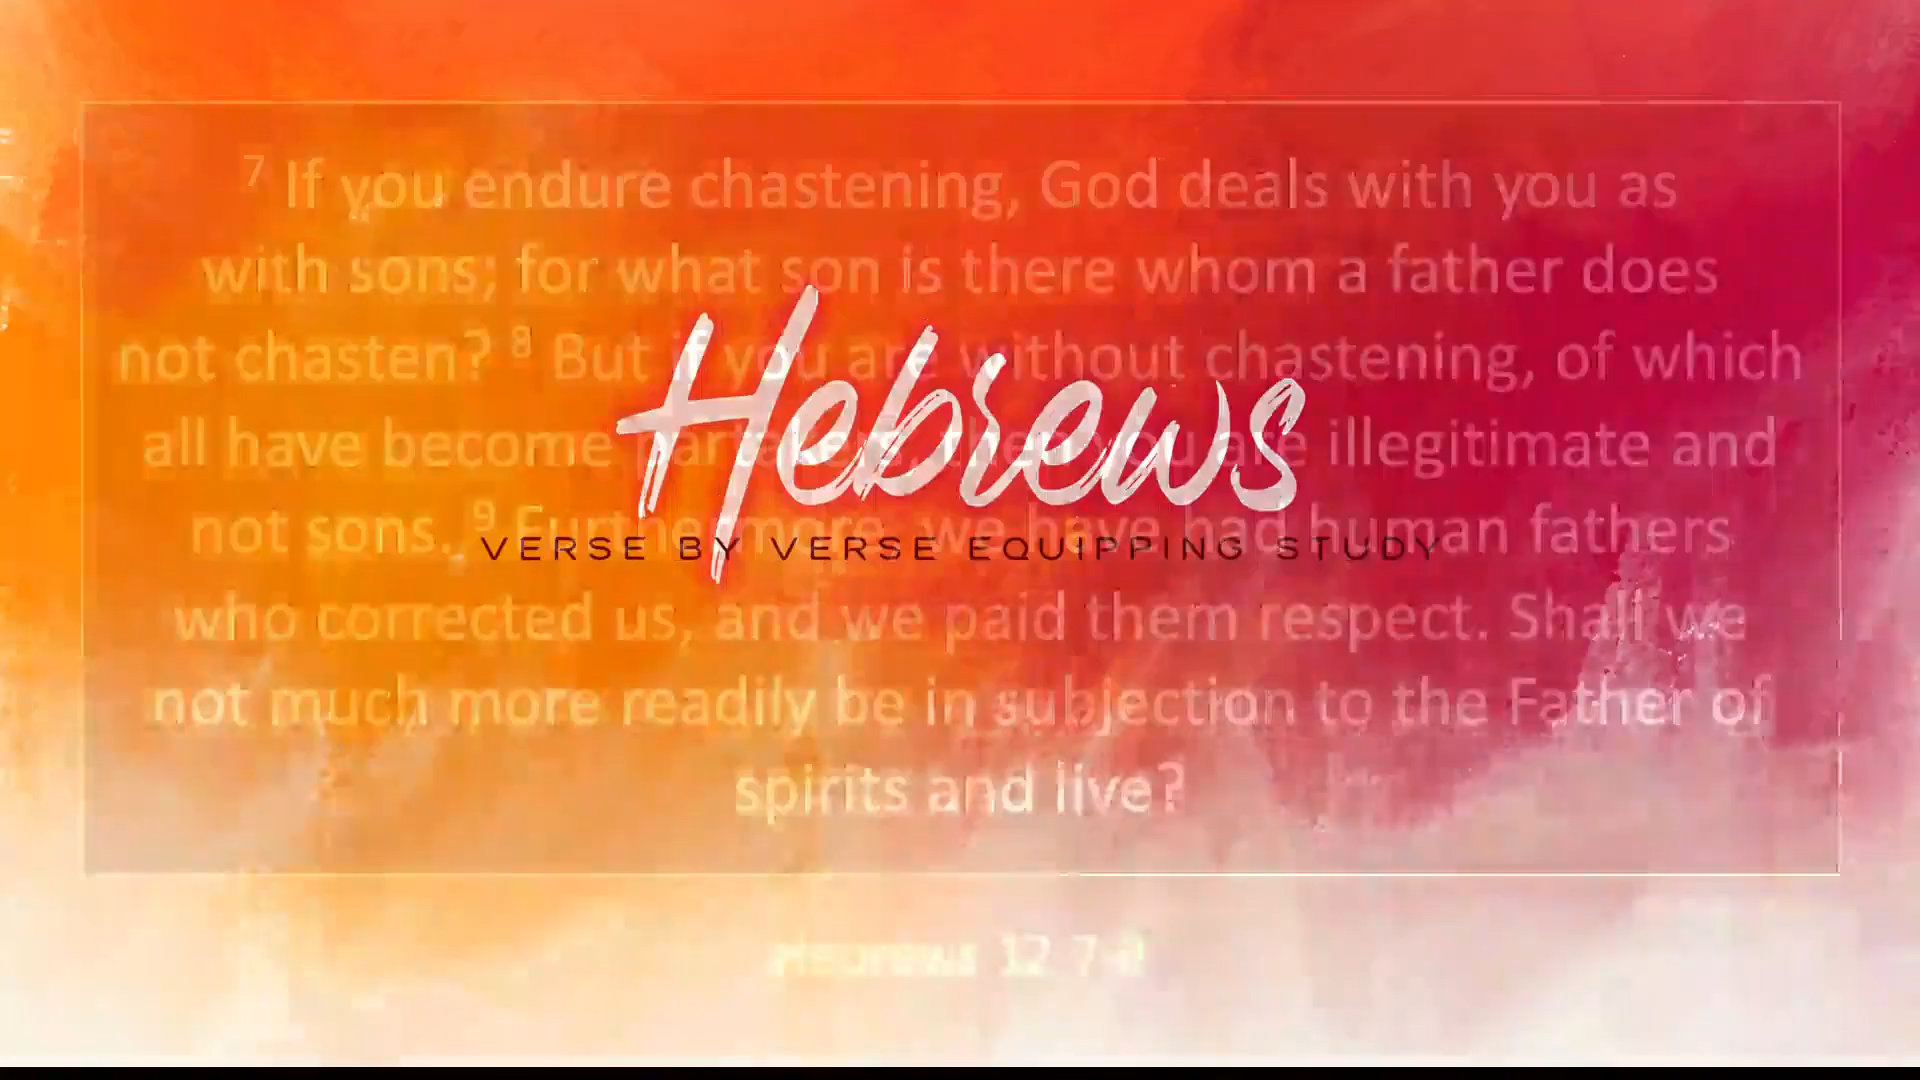 7 If you endure chastening, God deals with you as
with sons; for what son is there whom a father does
not chasten? 8 But if you are without chastening, of which
all have become partakers, then you are illegitimate and
not sons. 9 Furthermore, we have had human fathers
who corrected us, and we paid them respect. Shall we
not much more readily be in subjection to the Father of
spirits and live?
Hebrews
VERSE BY VERSE EQUIPPING STUDY
Hebrews 12